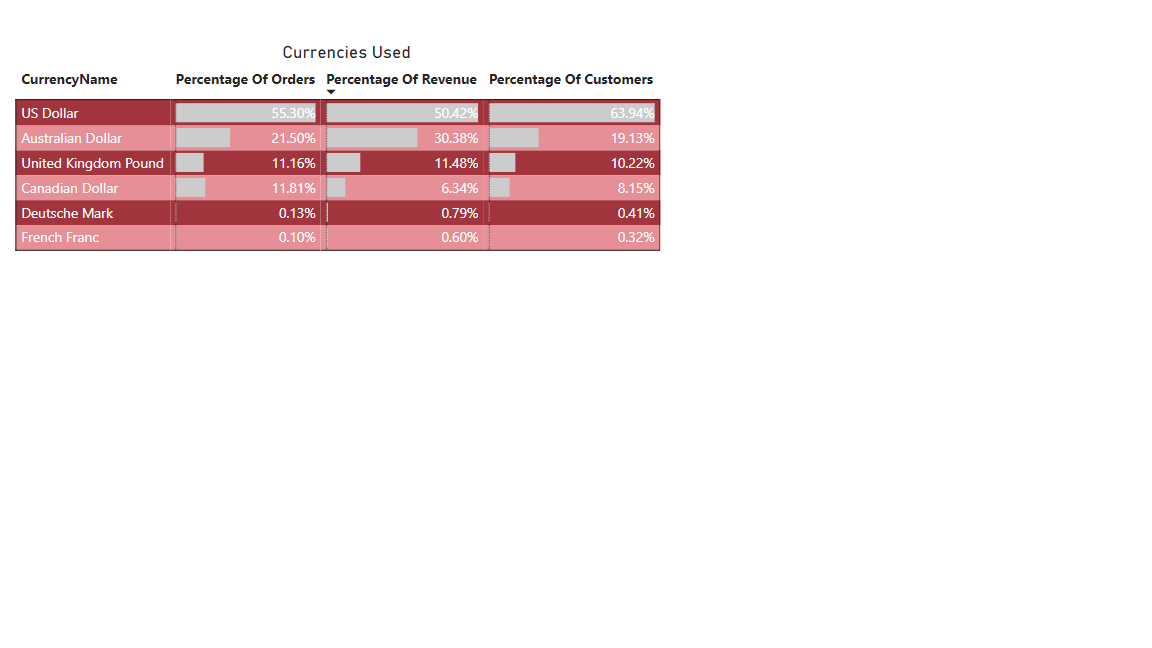 Currencies Used
CurrencyName Percentage Of Orders Percentage Of Revenue Percentage Of Customers
US Dollar 55.30% 50.42% 63.94%
Australian Dollar 21.50% 30.38% 19.13%
United Kingdom Pound 11.16% 11.48% 10.22%
Canadian Dollar 11.81% 6.34% 8.15%
Deutsche Mark 0.13% 0.79% 0.41%
French Franc 0.10% 0.60% 0.32%